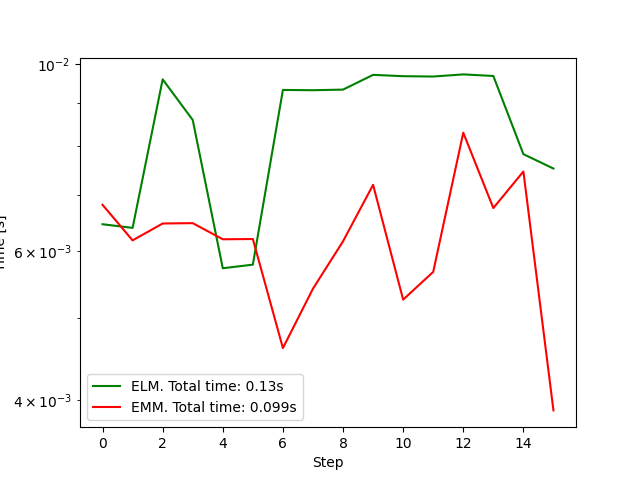 10⁻²
Time [s]
6 × 10⁻³
4 × 10⁻³
ELM. Total time: 0.13s
EMM. Total time: 0.099s
0 2 4 6 8 10 12 14
Step